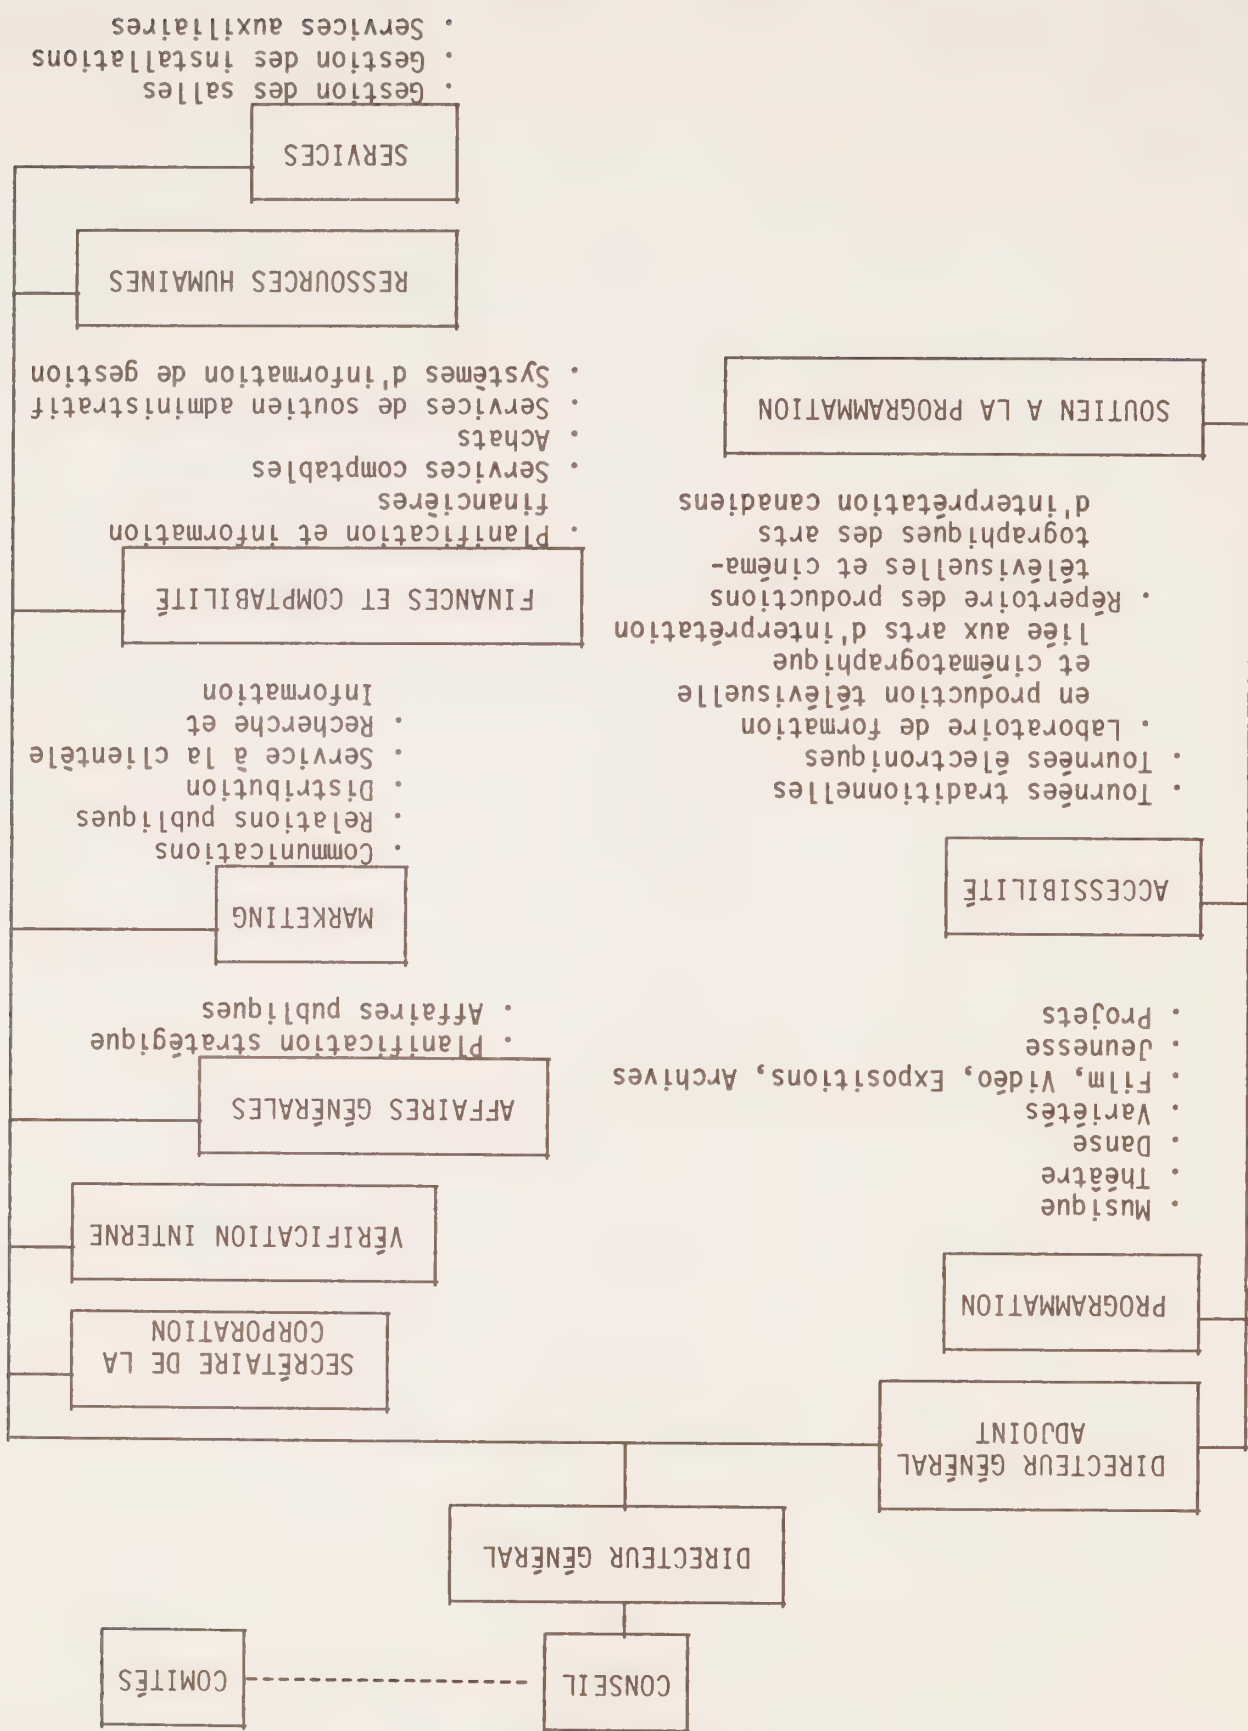 CONSEIL
COMITÉS
DIRECTEUR GÉNÉRAL
DIRECTEUR GÉNÉRAL
ADJOINT
PROGRAMMATION
. Musique
. Théâtre
. Danse
. Variétés
. Film, Vidéo, Expositions, Archives
. Jeunesse
. Projets
ACCESSIBILITÉ
. Tournées traditionnelles
. Tournées électroniques
. Laboratoire de formation
en production télévisuelle
et cinématographique
liée aux arts d'interprétation
. Répertoire des productions
télévisuelles et cinéma-
tographiques des arts
d'interprétation canadiens
SOUTIEN A LA PROGRAMMATION
SECRÉTAIRE DE LA
CORPORATION
VÉRIFICATION INTERNE
AFFAIRES GÉNÉRALES
. Planification stratégique
. Affaires publiques
MARKETING
. Communications
. Relations publiques
. Distribution
. Service à la clientèle
. Recherche et
Information
FINANCES ET COMPTABILITÉ
. Planification et information
financières
. Services comptables
. Achats
. Services de soutien administratif
. Systèmes d'information de gestion
RESSOURCES HUMAINES
SERVICES
. Gestion des salles
. Gestion des installations
. Services auxiliaires